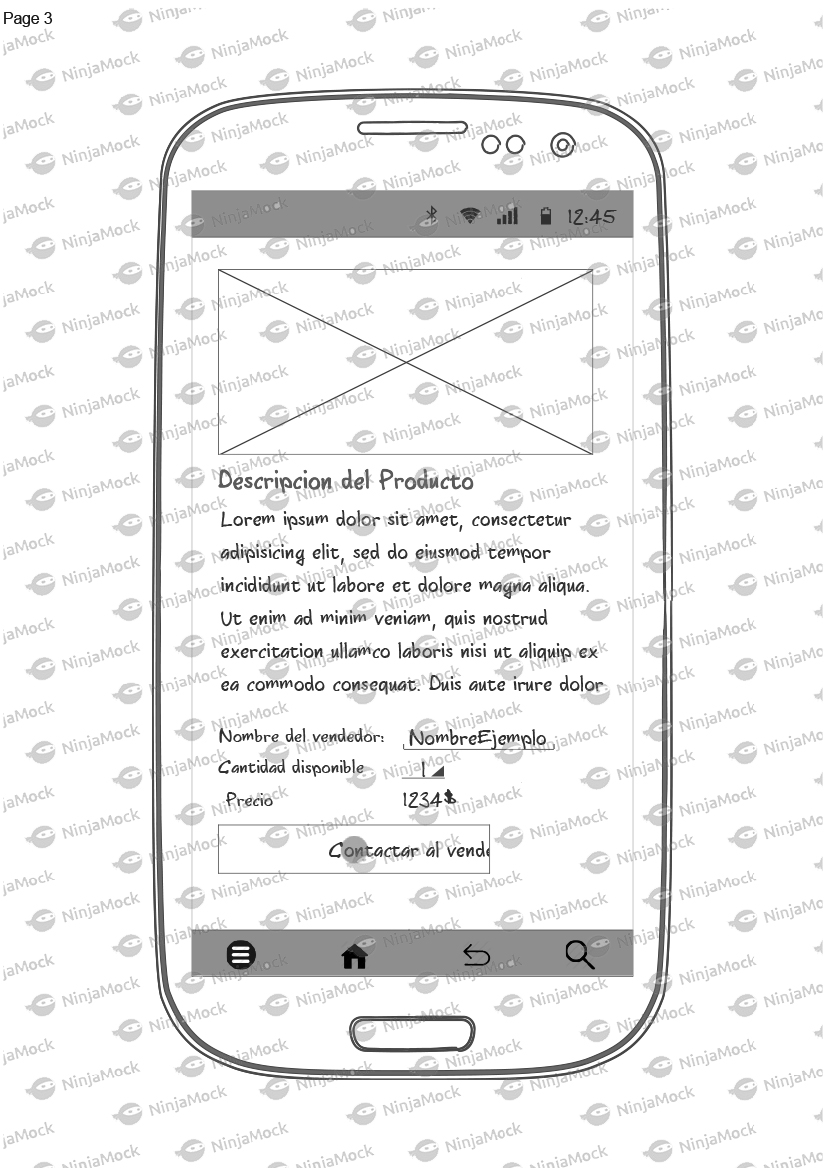 Page 3
12:45
Descripcion del Producto
Lorem ipsum dolor sit amet, consectetur
adipisicing elit, sed do eiusmod tempor
incididunt ut labore et dolore magna aliqua.
Ut enim ad minim veniam, quis nostrud
exercitation ullamco laboris nisi ut aliquip ex
ea commodo consequat. Duis aute irure dolor
Nombre del vendedor: NombreEjemplo
Cantidad disponible 1
Precio 1234$
Contactar al vende
NinjaMock